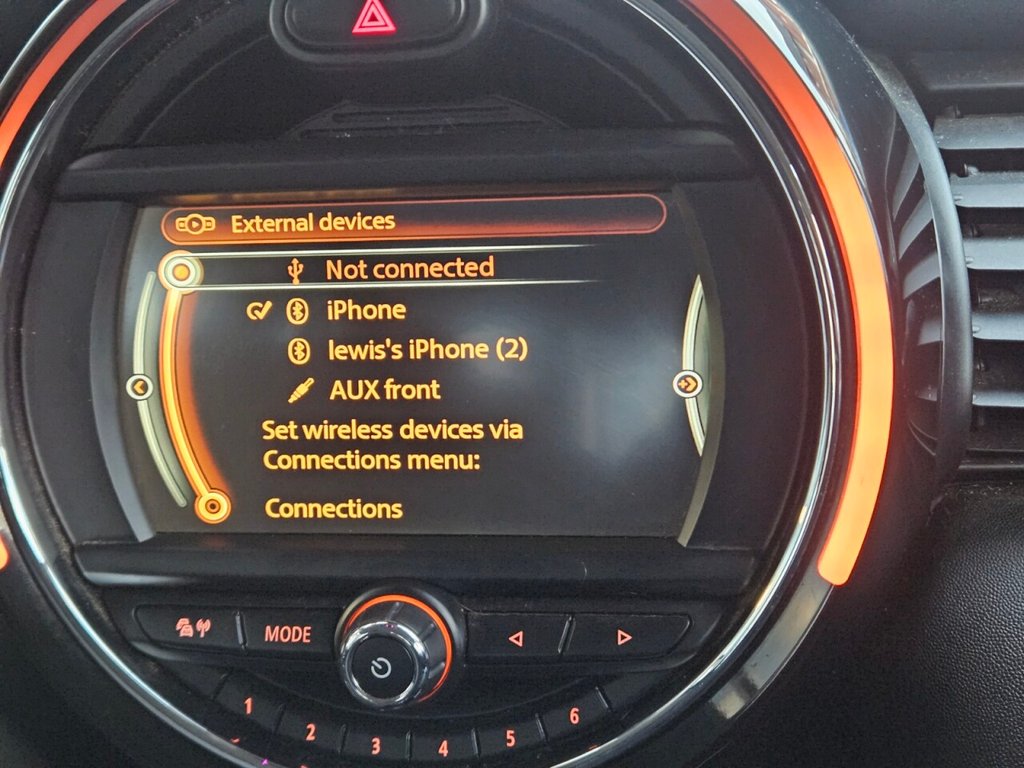 External devices
Not connected
iPhone
lewis's iPhone (2)
AUX front
Set wireless devices via
Connections menu:
Connections
MODE
1 2 3 4 5 6